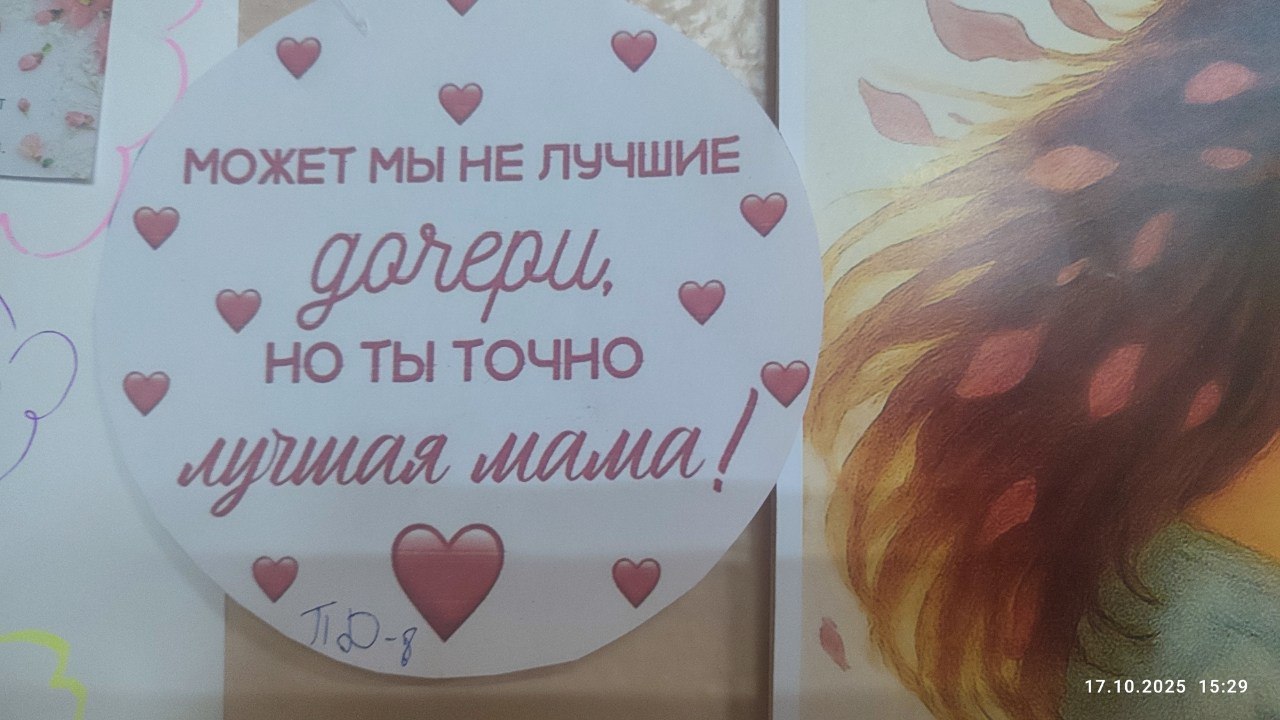 МОЖЕТ МЫ НЕ ЛУЧШИЕ
дочери,
НО ТЫ ТОЧНО
лучшая мама!
ПД-8
17.10.2025 15:29